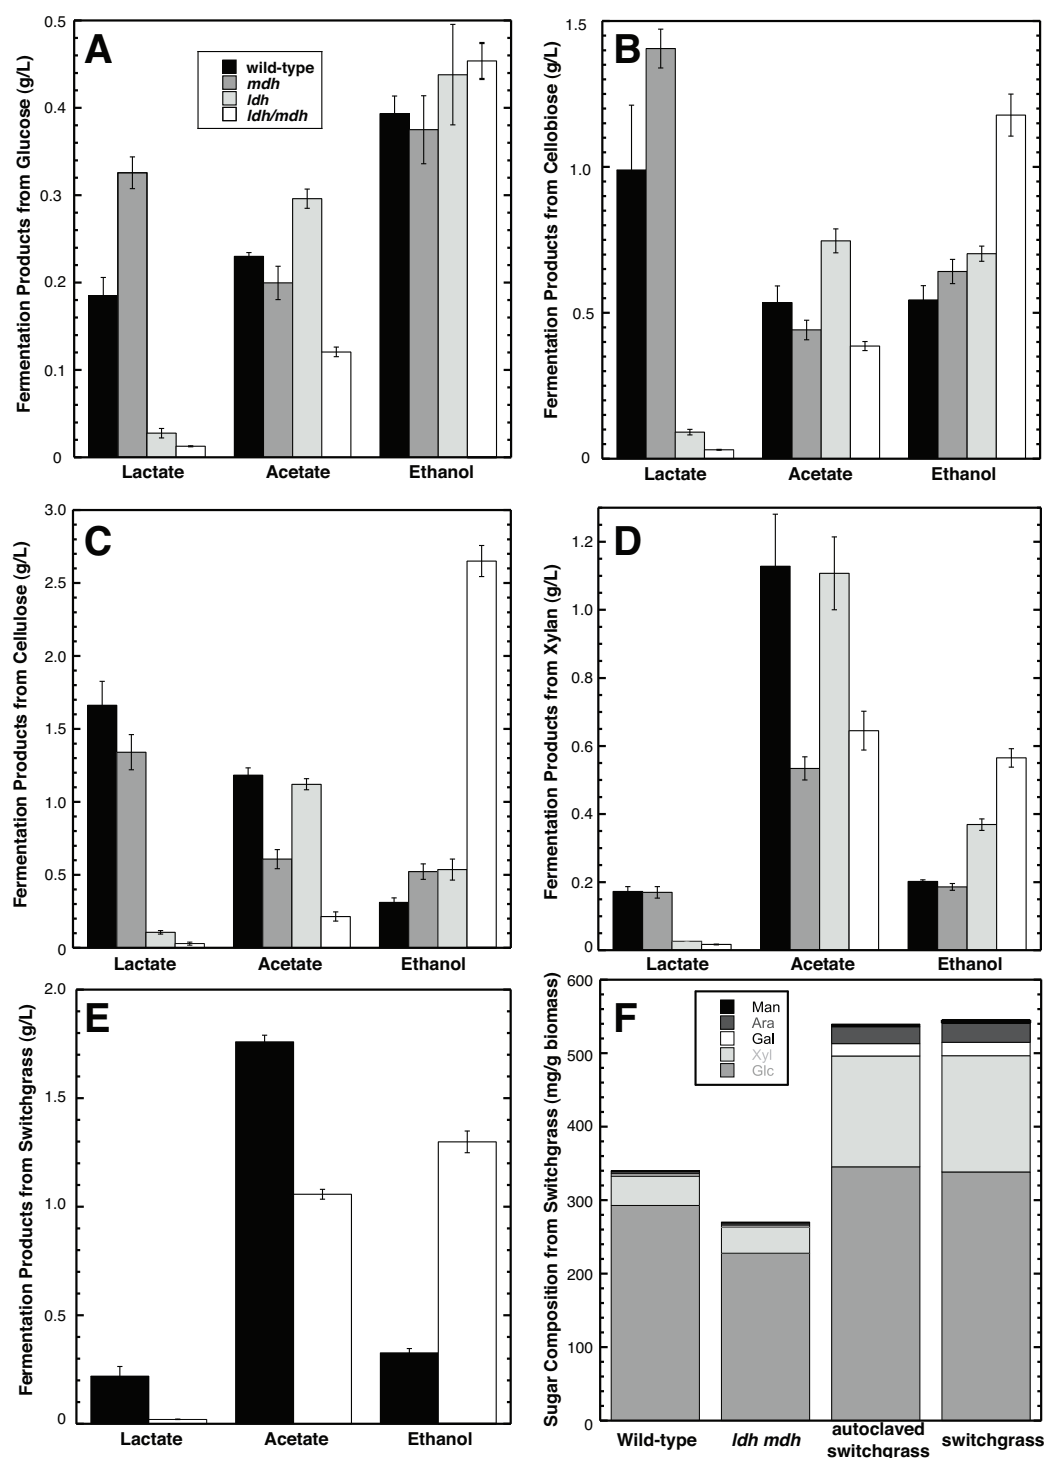 A
Fermentation Products from Glucose (g/L)
0.5
0.4
0.3
0.2
0.1
0
wild-type
mdh
ldh
ldh/mdh
Lactate Acetate Ethanol
B
Fermentation Products from Cellobiose (g/L)
1.5
1.0
0.5
0
Lactate Acetate Ethanol
C
Fermentation Products from Cellulose (g/L)
3.0
2.5
2.0
1.5
1.0
0.5
0
Lactate Acetate Ethanol
D
Fermentation Products from Xylan (g/L)
1.2
1.0
0.8
0.6
0.4
0.2
0
Lactate Acetate Ethanol
E
Fermentation Products from Switchgrass (g/L)
2.0
1.5
1.0
0.5
0
Lactate Acetate Ethanol
F
Sugar Composition from Switchgrass (mg/g biomass)
600
500
400
300
200
100
0
Man
Ara
Gal
Xyl
Glc
Wild-type ldh mdh autoclaved switchgrass switchgrass